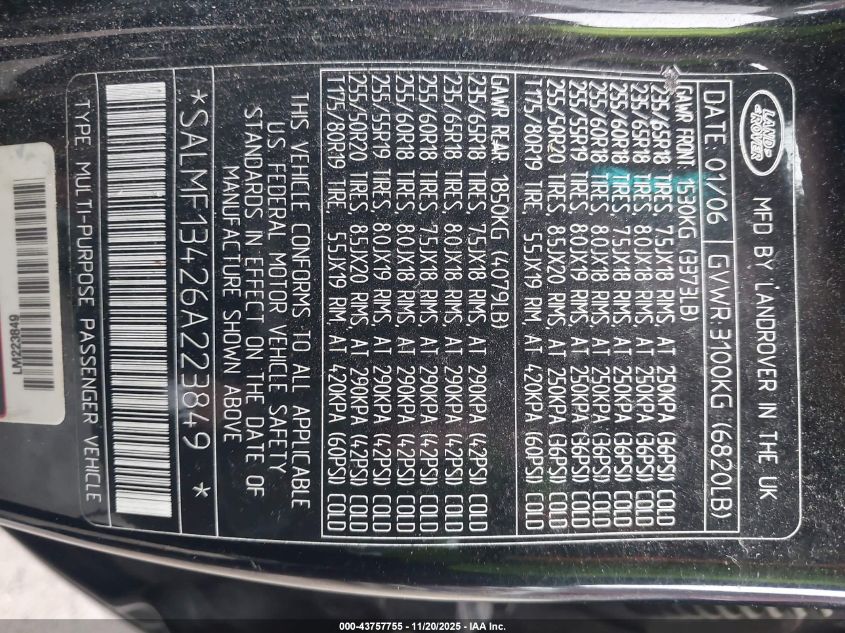 LAND-
ROVER
MFD BY LANDROVER IN THE UK
DATE 01/06 GVWR:3100KG (6820LB)
GAWR FRONT 1530KG (3373LB)
235/65R18 TIRES, 7.5JX18 RIMS, AT 250KPA (36PSI) COLD
235/65R18 TIRES, 8.0JX18 RIMS, AT 250KPA (36PSI) COLD
255/60R18 TIRES, 7.5JX18 RIMS, AT 250KPA (36PSI) COLD
255/60R18 TIRES, 8.0JX18 RIMS, AT 250KPA (36PSI) COLD
255/55R19 TIRES, 8.0JX19 RIMS, AT 250KPA (36PSI) COLD
255/50R20 TIRES, 8.5JX20 RIMS, AT 250KPA (36PSI) COLD
T175/80R19 TIRE, 5.5JX19 RIM, AT 420KPA (60PSI) COLD
GAWR REAR 1850KG (4079LB)
235/65R18 TIRES, 7.5JX18 RIMS, AT 290KPA (42PSI) COLD
235/65R18 TIRES, 8.0JX18 RIMS, AT 290KPA (42PSI) COLD
255/60R18 TIRES, 7.5JX18 RIMS, AT 290KPA (42PSI) COLD
255/60R18 TIRES, 8.0JX18 RIMS, AT 290KPA (42PSI) COLD
255/55R19 TIRES, 8.0JX19 RIMS, AT 290KPA (42PSI) COLD
255/50R20 TIRES, 8.5JX20 RIMS, AT 290KPA (42PSI) COLD
T175/80R19 TIRE, 5.5JX19 RIM, AT 420KPA (60PSI) COLD
THIS VEHICLE CONFORMS TO ALL APPLICABLE
U.S FEDERAL MOTOR VEHICLE SAFETY
STANDARDS IN EFFECT ON THE DATE OF
MANUFACTURE SHOWN ABOVE
*SALMF13426A223849 *
TYPE: MULTI-PURPOSE PASSENGER VEHICLE
LM223849
000-43757755 - 11/20/2025 - IAA Inc.